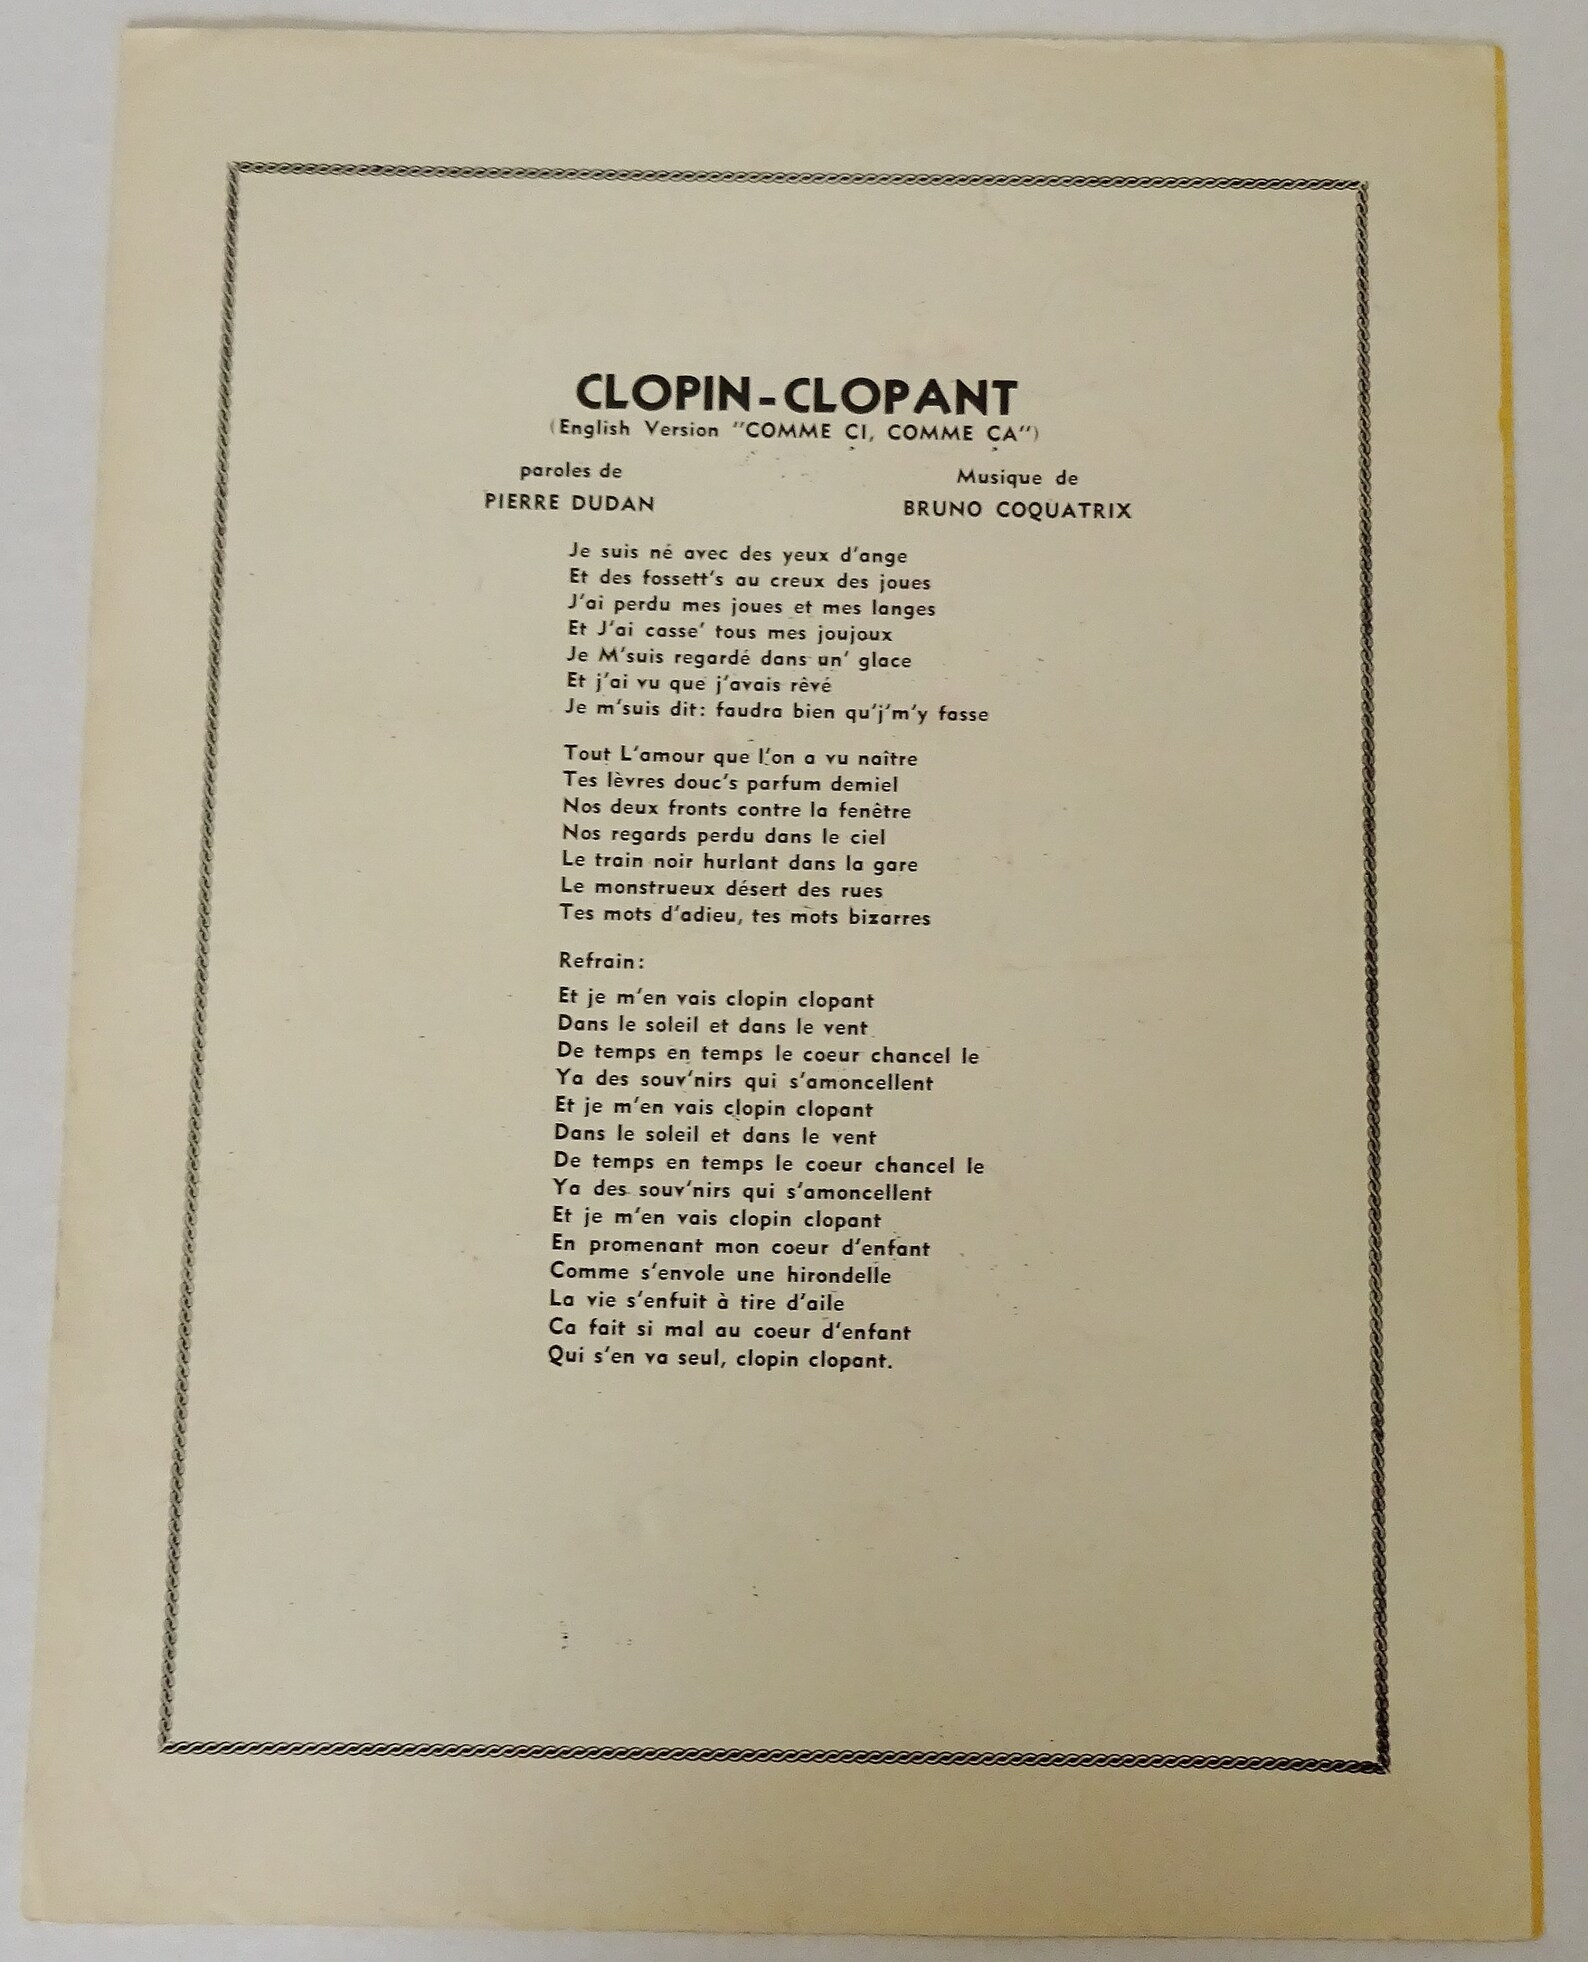 CLOPIN-CLOPANT
(English Version "COMME ÇI, COMME ÇA")
paroles de
PIERRE DUDAN
Musique de
BRUNO COQUATRIX
Je suis né avec des yeux d'ange
Et des fossett's au creux des joues
J'ai perdu mes joues et mes langes
Et J'ai casse' tous mes joujoux
Je M'suis regardé dans un' glace
Et j'ai vu que j'avais rêvé
Je m'suis dit: faudra bien qu'j'm'y fasse
Tout L'amour que l'on a vu naître
Tes lèvres douc's parfum demiel
Nos deux fronts contre la fenêtre
Nos regards perdu dans le ciel
Le train noir hurlant dans la gare
Le monstrueux désert des rues
Tes mots d'adieu, tes mots bizarres
Refrain:
Et je m'en vais clopin clopant
Dans le soleil et dans le vent
De temps en temps le coeur chancel le
Ya des souv'nirs qui s'amoncellent
Et je m'en vais clopin clopant
Dans le soleil et dans le vent
De temps en temps le coeur chancel le
Ya des souv'nirs qui s'amoncellent
Et je m'en vais clopin clopant
En promenant mon coeur d'enfant
Comme s'envole une hirondelle
La vie s'enfuit à tire d'aile
Ca fait si mal au coeur d'enfant
Qui s'en va seul, clopin clopant.